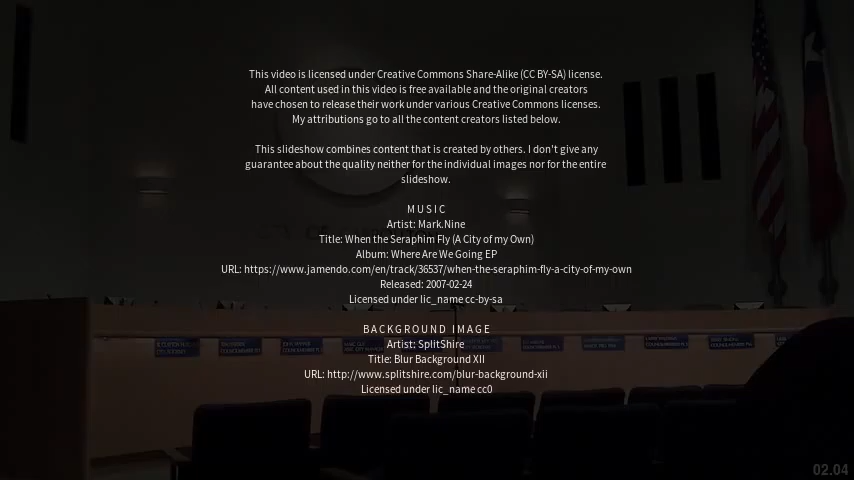 This video is licensed under Creative Commons Share-Alike (CC BY-SA) license.
All content used in this video is free available and the original creators
have chosen to release their work under various Creative Commons licenses.
My attributions go to all the content creators listed below.
This slideshow combines content that is created by others. I don't give any
guarantee about the quality neither for the individual images nor for the entire
slideshow.
MUSIC
Artist: Mark.Nine
Title: When the Seraphim Fly (A City of my Own)
Album: Where Are We Going EP
URL: https://www.jamendo.com/en/track/36537/when-the-seraphim-fly-a-city-of-my-own
Released: 2007-02-24
Licensed under lic_name cc-by-sa
BACKGROUND IMAGE
Artist: SplitShire
Title: Blur Background XII
URL: http://www.splitshire.com/blur-background-xii
Licensed under lic_name cc0
02.04